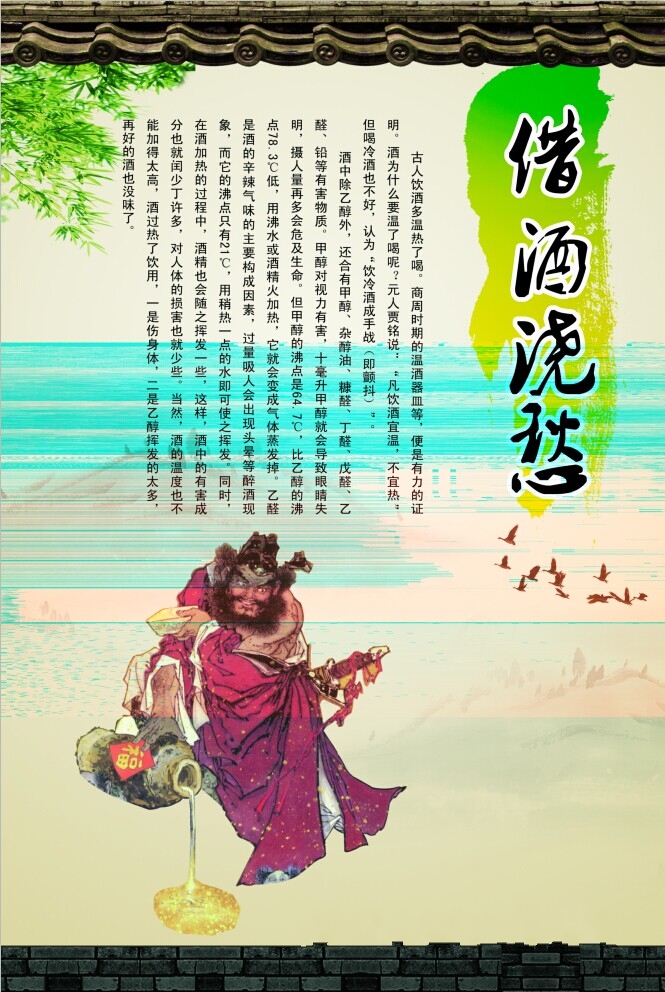 借酒浇愁
古人饮酒多温热了喝。商周时期的温酒器皿等，便是有力的证
明。酒为什么要温了喝呢？元人贾铭说：“凡饮酒宜温，不宜热”
但喝冷酒也不好，认为“饮冷酒成手战（即颤抖）”。
酒中除乙醇外，还合有甲醇、杂醇油、糠醛、丁醛、戊醛、乙
醛、铅等有害物质。甲醇对视力有害，十毫升甲醇就会导致眼睛失
明，摄人量再多会危及生命。但甲醇的沸点是64.7℃，比乙醇的沸
点78.3℃低，用沸水或酒精火加热，它就会变成气体蒸发掉。乙醛
是酒的辛辣气味的主要构成因素，过量吸人会出现头晕等醉酒现
象，而它的沸点只有21℃，用稍热一点的水即可使之挥发。同时，
在酒加热的过程中，酒精也会随之挥发一些，这样，酒中的有害成
分也就闰少丁许多，对人体的损害也就少些。当然，酒的温度也不
能加得太高，酒过热了饮用，一是伤身体，二是乙醇挥发的太多，
再好的酒也没味了。
福